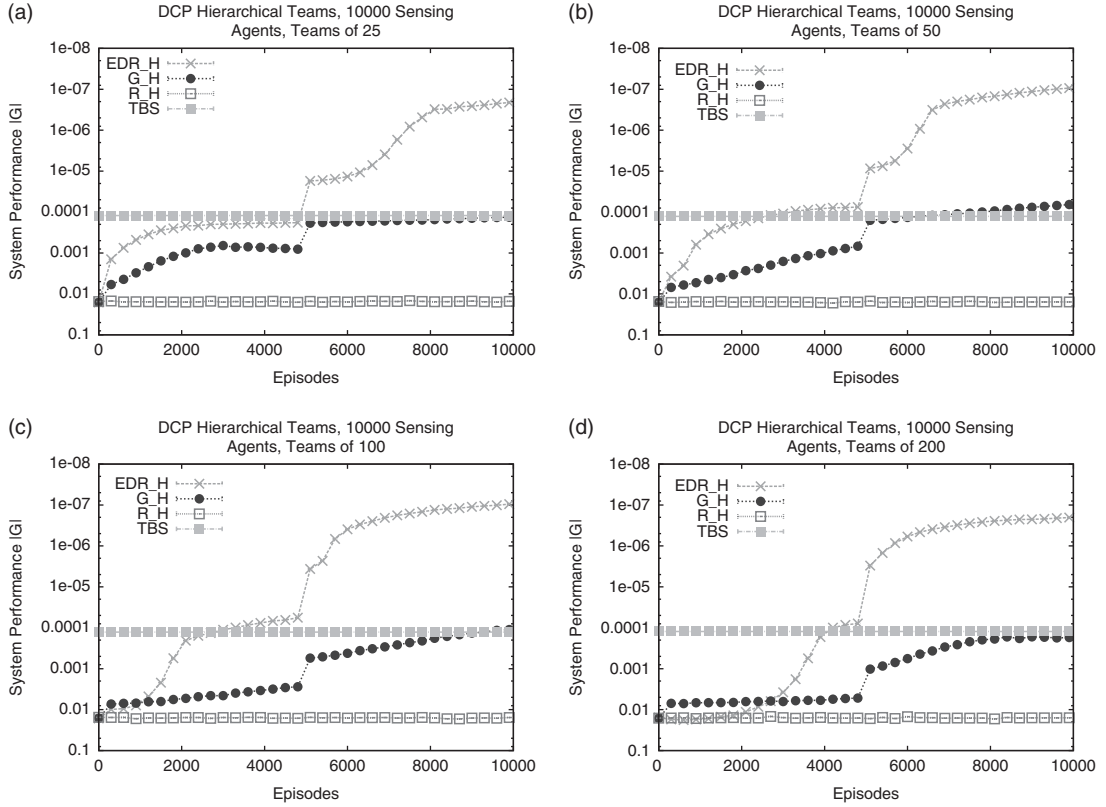 (a)
DCP Hierarchical Teams, 10000 Sensing
Agents, Teams of 25
System Performance |G|
1e-08
1e-07
1e-06
1e-05
0.0001
0.001
0.01
0.1
EDR_H
G_H
R_H
TBS
0 2000 4000 6000 8000 10000
Episodes
(b)
DCP Hierarchical Teams, 10000 Sensing
Agents, Teams of 50
System Performance |G|
1e-08
1e-07
1e-06
1e-05
0.0001
0.001
0.01
0.1
EDR_H
G_H
R_H
TBS
0 2000 4000 6000 8000 10000
Episodes
(c)
DCP Hierarchical Teams, 10000 Sensing
Agents, Teams of 100
System Performance |G|
1e-08
1e-07
1e-06
1e-05
0.0001
0.001
0.01
0.1
EDR_H
G_H
R_H
TBS
0 2000 4000 6000 8000 10000
Episodes
(d)
DCP Hierarchical Teams, 10000 Sensing
Agents, Teams of 200
System Performance |G|
1e-08
1e-07
1e-06
1e-05
0.0001
0.001
0.01
0.1
EDR_H
G_H
R_H
TBS
0 2000 4000 6000 8000 10000
Episodes